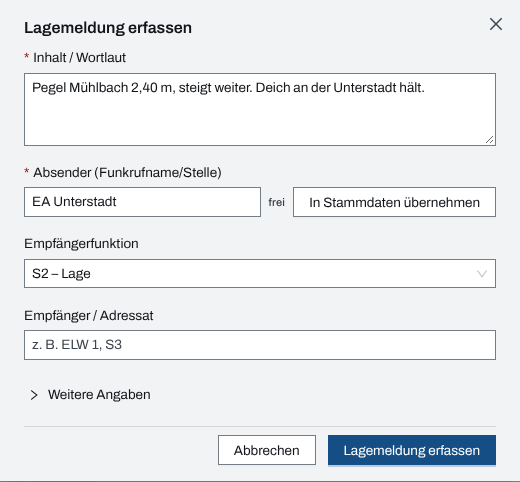 Lagemeldung erfassen
* Inhalt / Wortlaut
Pegel Mühlbach 2,40 m, steigt weiter. Deich an der Unterstadt hält.
* Absender (Funkrufname/Stelle)
EA Unterstadt
frei
In Stammdaten übernehmen
Empfängerfunktion
S2 – Lage
Empfänger / Adressat
z. B. ELW 1, S3
Weitere Angaben
Abbrechen
Lagemeldung erfassen